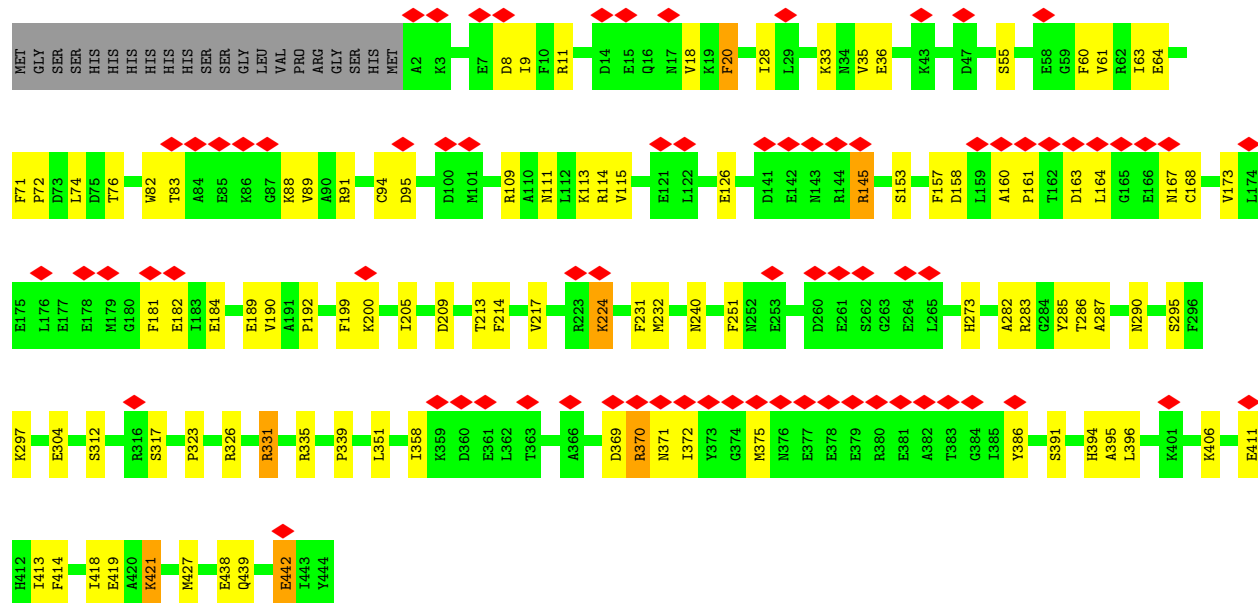 MET GLY SER SER HIS HIS HIS HIS HIS HIS SER SER GLY LEU VAL PRO ARG GLY SER HIS MET A2 K3 E7 D8 I9 F10 R11 D14 E15 Q16 N17 V18 K19 F20 I28 L29 K33 N34 V35 E36 K43 D47 S55 E58 G59 F60 V61 R62 I63 E64
F71 P72 D73 L74 D75 T76 W82 T83 A84 E85 K86 G87 K88 V89 A90 R91 C94 D95 D100 M101 R109 A110 N111 L112 K113 R114 V115 E121 L122 E126 D141 E142 N143 R144 R145 S153 F157 D158 L159 A160 P161 T162 D163 L164 G165 E166 N167 C168 V173 L174
E175 L176 E177 E178 M179 G180 F181 E182 I183 E184 E189 V190 A191 P192 F199 K200 I205 D209 T213 F214 V217 R223 K224 F231 M232 N240 F251 N252 E253 D260 E261 S262 G263 E264 L265 H273 A282 R283 G284 Y285 T286 A287 N290 S295 F296
K297 E304 S312 R316 S317 P323 R326 R331 R335 P339 L351 I358 K359 D360 E361 L362 T363 A366 D369 R370 N371 I372 Y373 G374 M375 N376 E377 E378 E379 R380 E381 A382 T383 G384 I385 Y386 S391 H394 A395 L396 K401 K406 E411
H412 I413 F414 I418 E419 A420 K421 M427 E438 Q439 E442 I443 Y444